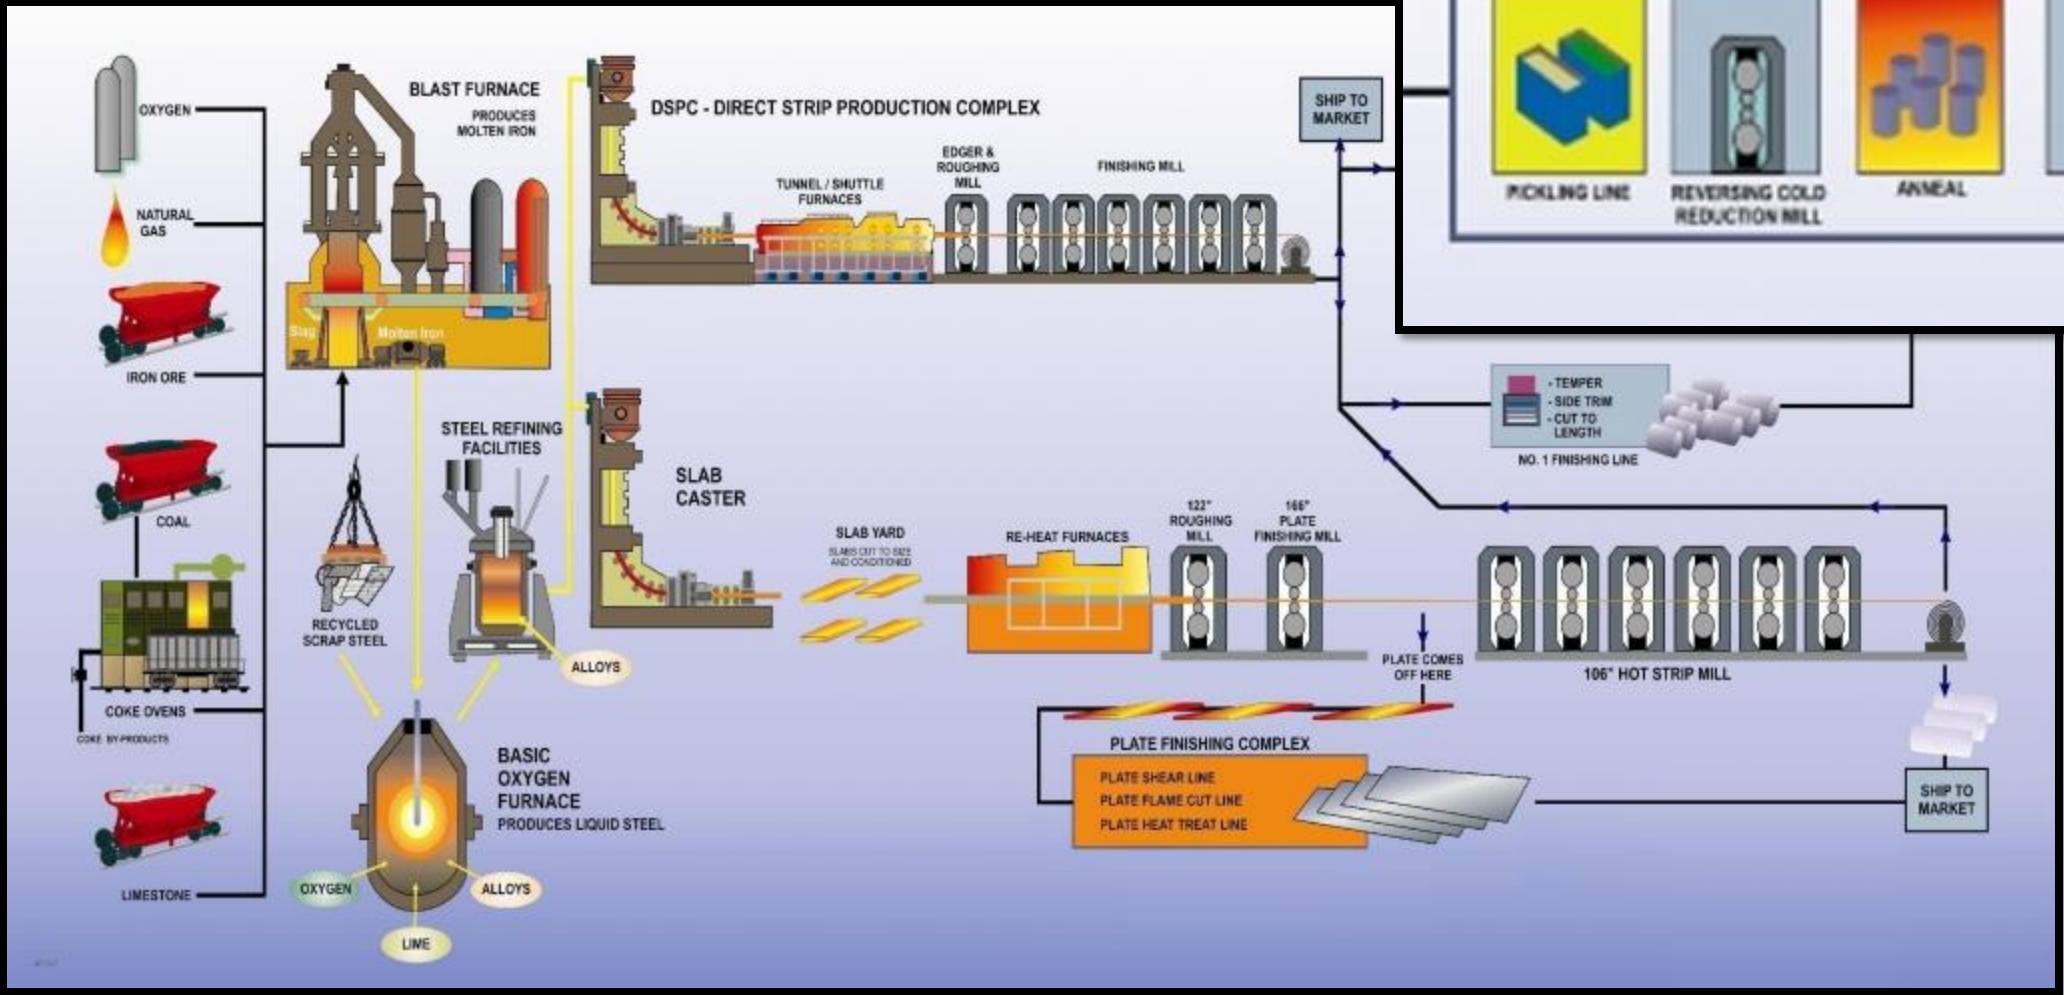 OXYGEN
NATURAL
GAS
IRON ORE
COAL
COKE OVENS
COKE BY-PRODUCTS
LIMESTONE
BLAST FURNACE
PRODUCES
MOLTEN IRON
Slag
Molten Iron
RECYCLED
SCRAP STEEL
STEEL REFINING
FACILITIES
ALLOYS
BASIC
OXYGEN
FURNACE
PRODUCES LIQUID STEEL
OXYGEN
ALLOYS
LIME
DSPC - DIRECT STRIP PRODUCTION COMPLEX
TUNNEL / SHUTTLE
FURNACES
EDGER &
ROUGHING
MILL
FINISHING MILL
SHIP TO
MARKET
PICKLING LINE
REVERSING COLD
REDUCTION MILL
ANNEAL
- TEMPER
- SIDE TRIM
- CUT TO
LENGTH
NO. 1 FINISHING LINE
SLAB
CASTER
SLAB YARD
SLABS CUT TO SIZE
AND CONDITIONED
RE-HEAT FURNACES
122"
ROUGHING
MILL
166"
PLATE
FINISHING MILL
PLATE COMES
OFF HERE
106" HOT STRIP MILL
PLATE FINISHING COMPLEX
PLATE SHEAR LINE
PLATE FLAME CUT LINE
PLATE HEAT TREAT LINE
SHIP TO
MARKET